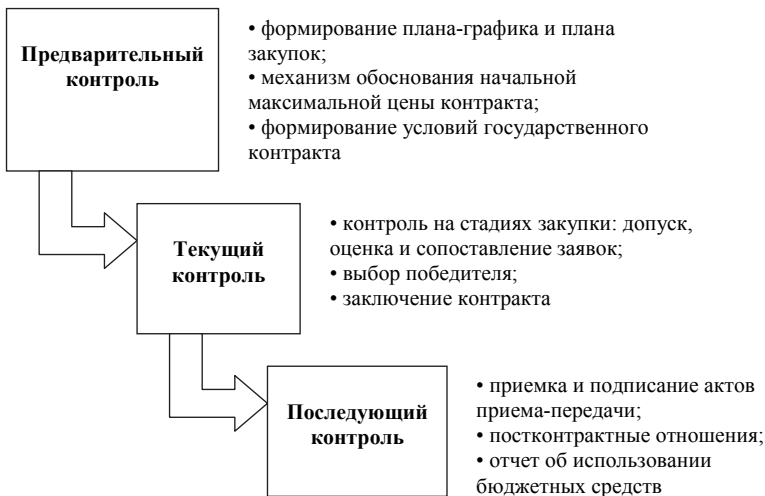 Предварительный
контроль
• формирование плана-графика и плана
закупок;
• механизм обоснования начальной
максимальной цены контракта;
• формирование условий государственного
контракта
Текущий
контроль
• контроль на стадиях закупки: допуск,
оценка и сопоставление заявок;
• выбор победителя;
• заключение контракта
Последующий
контроль
• приемка и подписание актов
приема-передачи;
• постконтрактные отношения;
• отчет об использовании
бюджетных средств